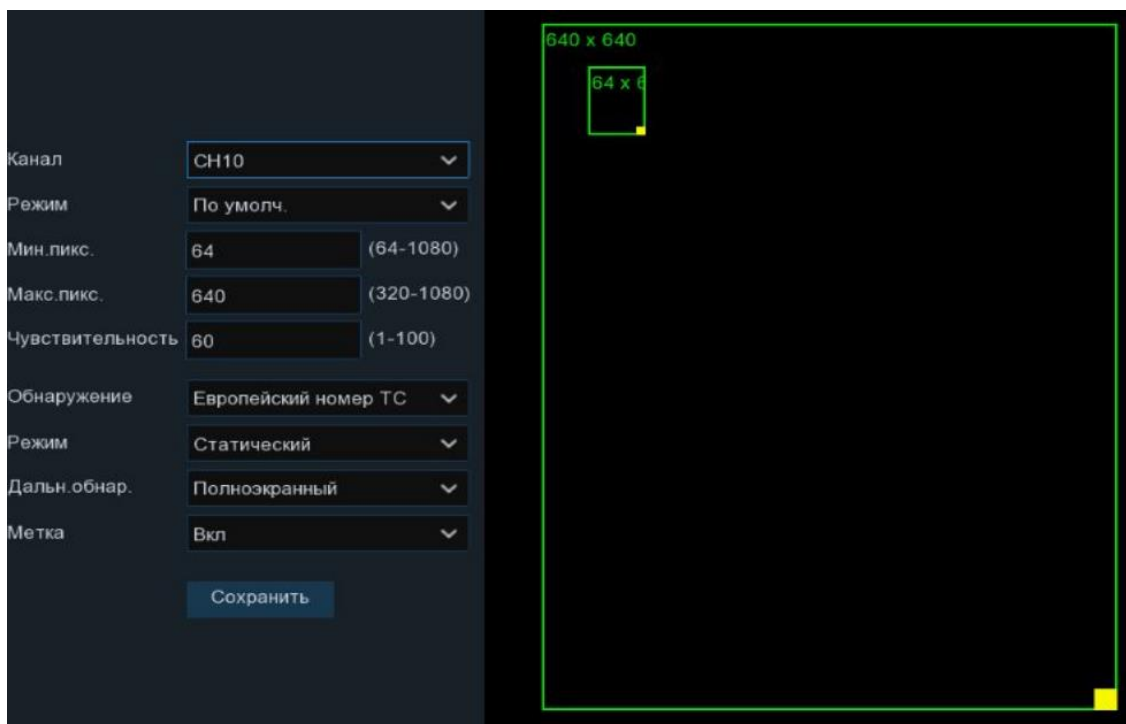 640 x 640
64 x 6
Канал CH10
Режим По умолч.
Мин.пикс. 64 (64-1080)
Макс.пикс. 640 (320-1080)
Чувствительность 60 (1-100)
Обнаружение Европейский номер ТС
Режим Статический
Дальн.обнар. Полноэкранный
Метка Вкл
Сохранить